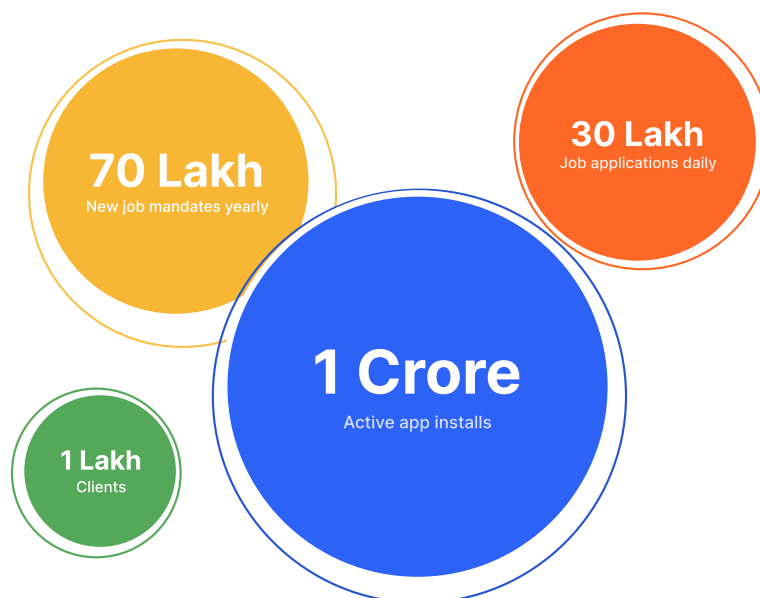 70 Lakh
New job mandates yearly
30 Lakh
Job applications daily
1 Crore
Active app installs
1 Lakh
Clients